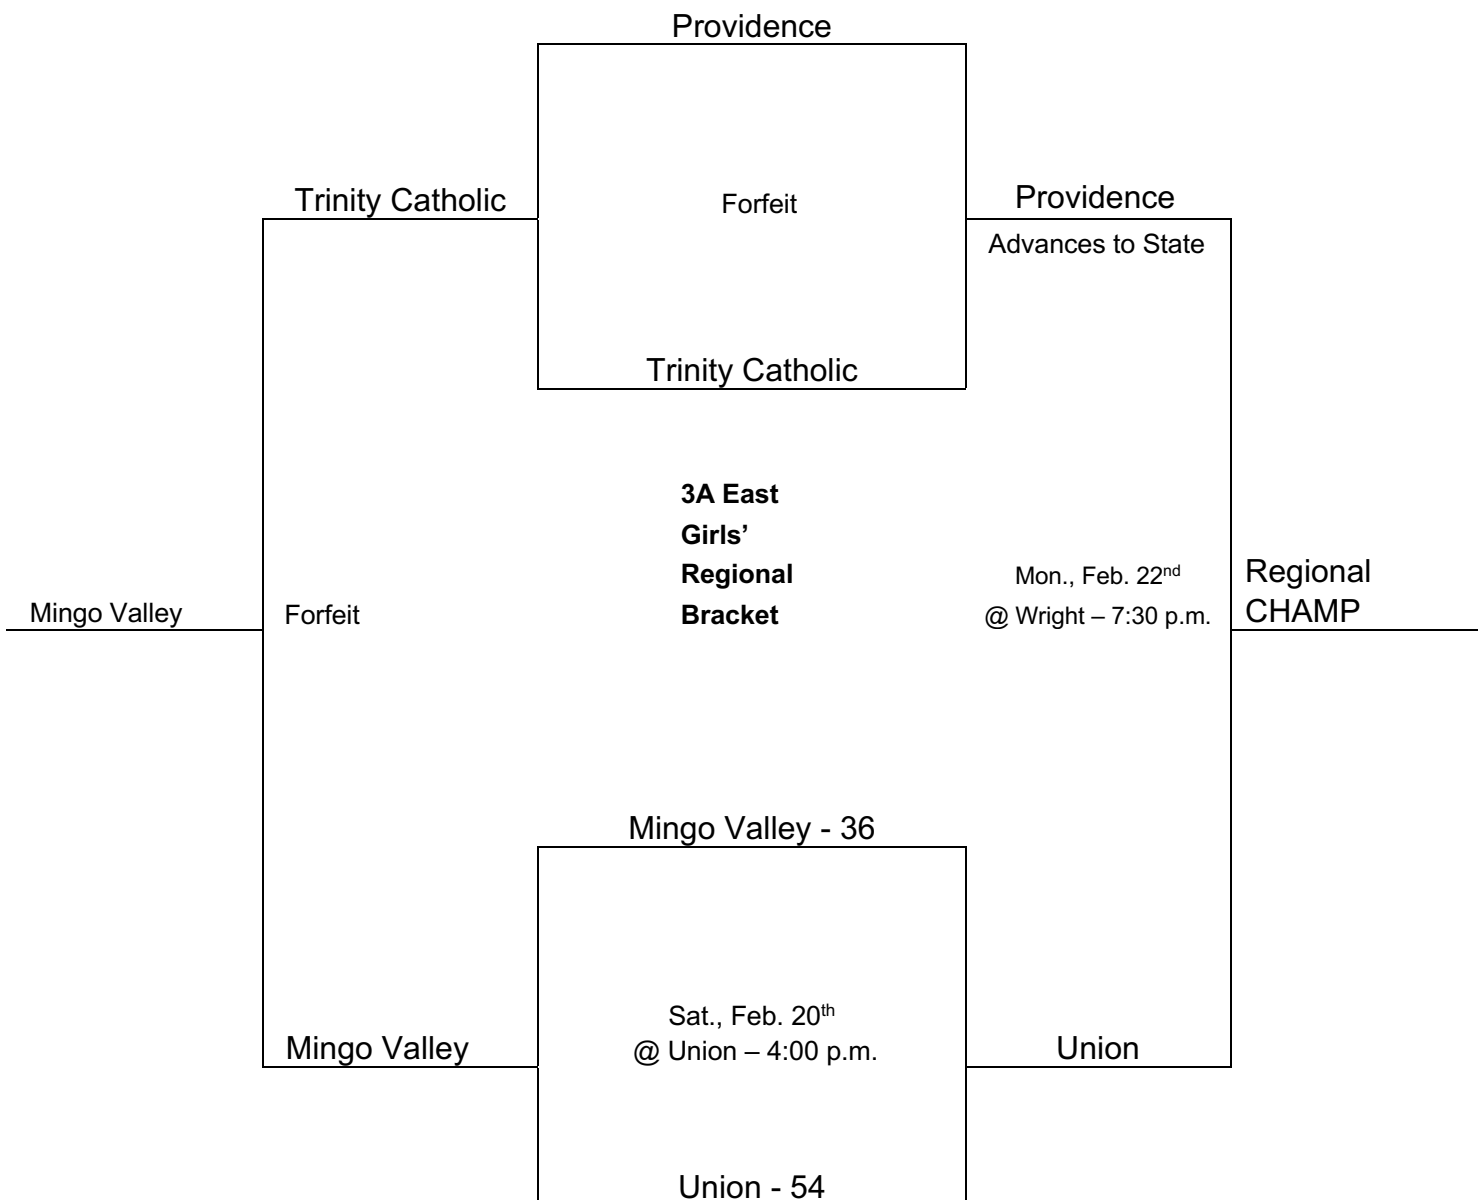 Providence
Trinity Catholic
Forfeit
Providence
Advances to State
Trinity Catholic
3A East
Girls’
Regional
Bracket
Mingo Valley
Forfeit
Mon., Feb. 22nd
@ Wright – 7:30 p.m.
Regional
CHAMP
Mingo Valley - 36
Mingo Valley
Sat., Feb. 20th
@ Union – 4:00 p.m.
Union
Union - 54